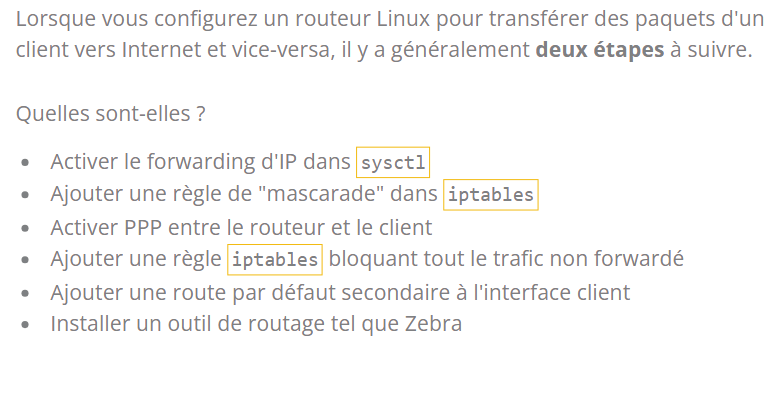 Lorsque vous configurez un routeur Linux pour transférer des paquets d'un
client vers Internet et vice-versa, il y a généralement deux étapes à suivre.
Quelles sont-elles ?
• Activer le forwarding d'IP dans sysctl
• Ajouter une règle de "mascarade" dans iptables
• Activer PPP entre le routeur et le client
• Ajouter une règle iptables bloquant tout le trafic non forwardé
• Ajouter une route par défaut secondaire à l'interface client
• Installer un outil de routage tel que Zebra